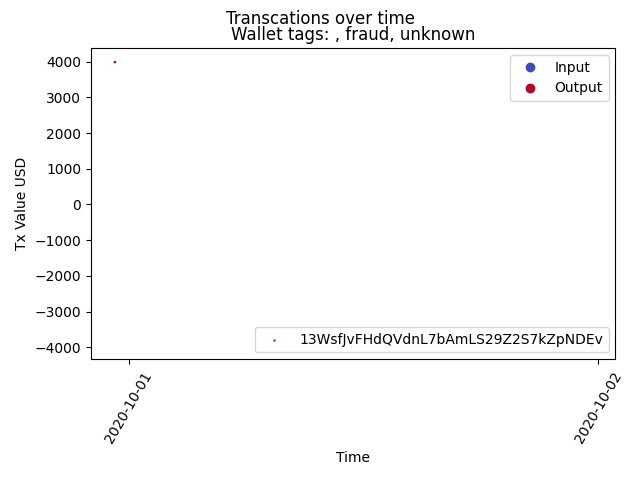 Transcations over time
Wallet tags: , fraud, unknown
Input
Output
4000
3000
2000
1000
0
−1000
−2000
−3000
−4000
Tx Value USD
13WsfJvFHdQVdnL7bAmLS29Z2S7kZpNDEv
2020-10-01
2020-10-02
Time